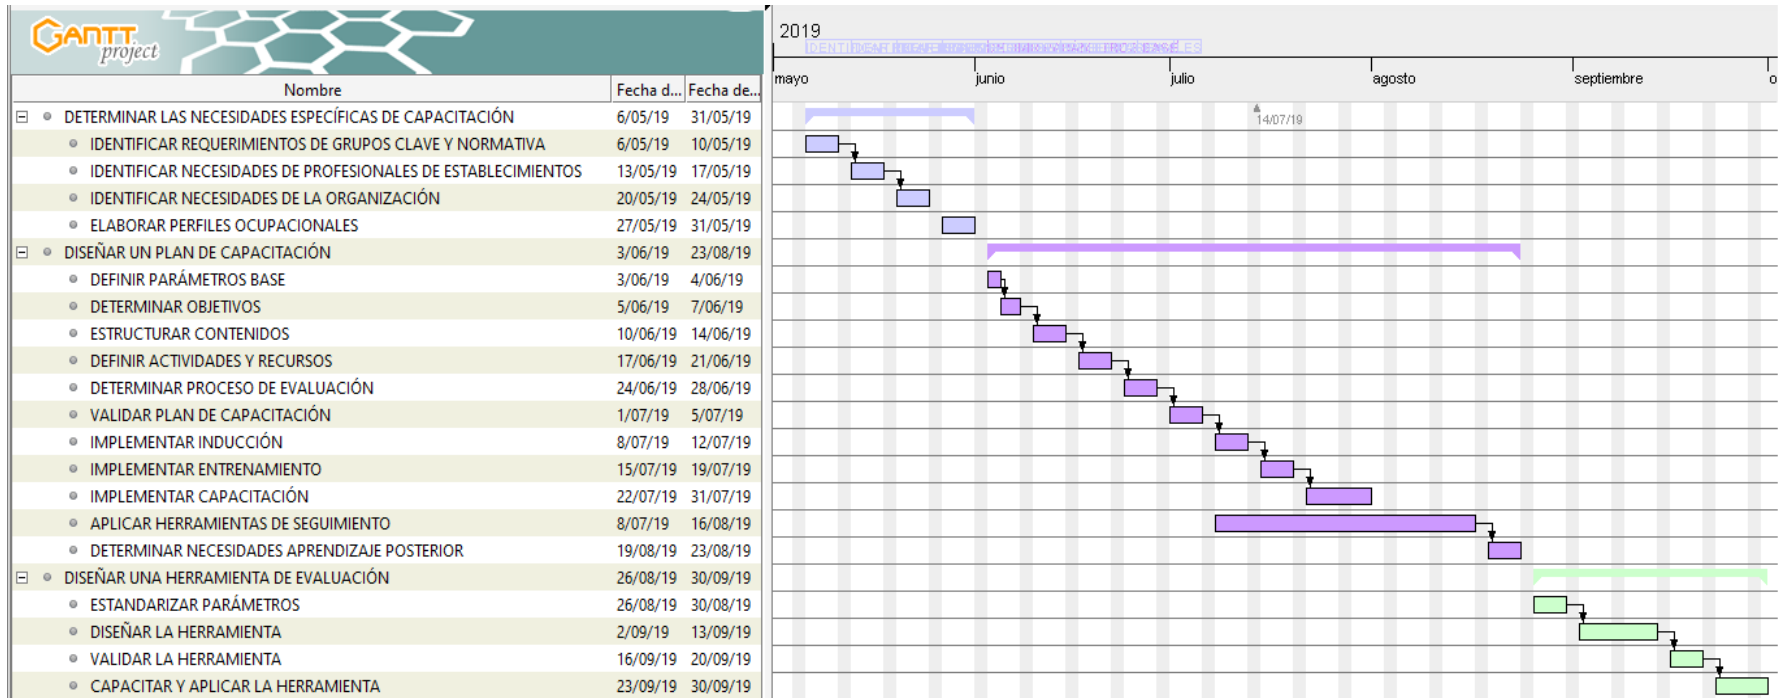 GANTT
project
2019
mayo junio julio agosto septiembre o
Nombre Fecha d... Fecha de...
14/07/19
DETERMINAR LAS NECESIDADES ESPECÍFICAS DE CAPACITACIÓN 6/05/19 31/05/19
IDENTIFICAR REQUERIMIENTOS DE GRUPOS CLAVE Y NORMATIVA 6/05/19 10/05/19
IDENTIFICAR NECESIDADES DE PROFESIONALES DE ESTABLECIMIENTOS 13/05/19 17/05/19
IDENTIFICAR NECESIDADES DE LA ORGANIZACIÓN 20/05/19 24/05/19
ELABORAR PERFILES OCUPACIONALES 27/05/19 31/05/19
DISEÑAR UN PLAN DE CAPACITACIÓN 3/06/19 23/08/19
DEFINIR PARÁMETROS BASE 3/06/19 4/06/19
DETERMINAR OBJETIVOS 5/06/19 7/06/19
ESTRUCTURAR CONTENIDOS 10/06/19 14/06/19
DEFINIR ACTIVIDADES Y RECURSOS 17/06/19 21/06/19
DETERMINAR PROCESO DE EVALUACIÓN 24/06/19 28/06/19
VALIDAR PLAN DE CAPACITACIÓN 1/07/19 5/07/19
IMPLEMENTAR INDUCCIÓN 8/07/19 12/07/19
IMPLEMENTAR ENTRENAMIENTO 15/07/19 19/07/19
IMPLEMENTAR CAPACITACIÓN 22/07/19 31/07/19
APLICAR HERRAMIENTAS DE SEGUIMIENTO 8/07/19 16/08/19
DETERMINAR NECESIDADES APRENDIZAJE POSTERIOR 19/08/19 23/08/19
DISEÑAR UNA HERRAMIENTA DE EVALUACIÓN 26/08/19 30/09/19
ESTANDARIZAR PARÁMETROS 26/08/19 30/08/19
DISEÑAR LA HERRAMIENTA 2/09/19 13/09/19
VALIDAR LA HERRAMIENTA 16/09/19 20/09/19
CAPACITAR Y APLICAR LA HERRAMIENTA 23/09/19 30/09/19